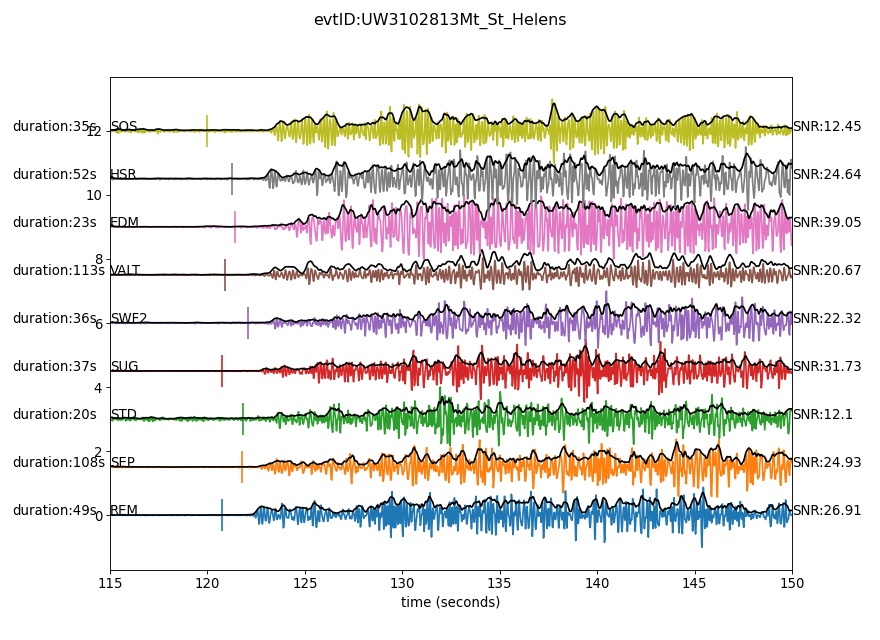 evtID:UW3102813Mt_St_Helens
duration:35s SOS SNR:12.45
12
duration:52s HSR SNR:24.64
10
duration:23s EDM SNR:39.05
8
duration:113s VALT SNR:20.67
duration:36s SWF2 SNR:22.32
6
duration:37s SUG SNR:31.73
4
duration:20s STD SNR:12.1
2
duration:108s SEP SNR:24.93
duration:49s REM SNR:26.91
0
115 120 125 130 135 140 145 150
time (seconds)